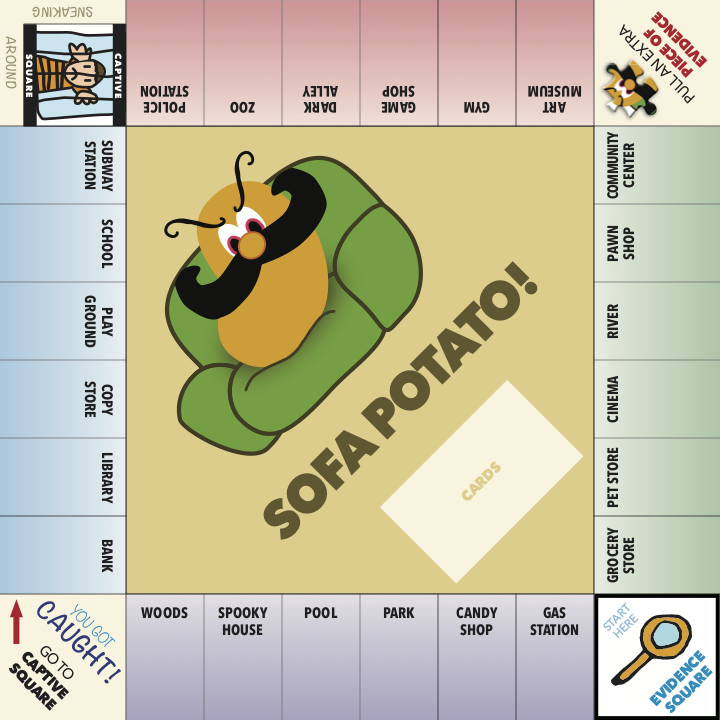 SNEAKING
AROUND
CAPTIVE
SQUARE
POLICE
STATION
ZOO
DARK
ALLEY
GAME
SHOP
GYM
ART
MUSEUM
PULL AN EXTRA
PIECE OF
EVIDENCE
SUBWAY
STATION
SCHOOL
PLAY
GROUND
COPY
STORE
LIBRARY
BANK
SOFA POTATO!
CARDS
COMMUNITY
CENTER
PAWN
SHOP
RIVER
CINEMA
PET STORE
GROCERY
STORE
YOU GOT
CAUGHT!
GO TO
CAPTIVE
SQUARE
WOODS
SPOOKY
HOUSE
POOL
PARK
CANDY
SHOP
GAS
STATION
START
HERE
EVIDENCE
SQUARE